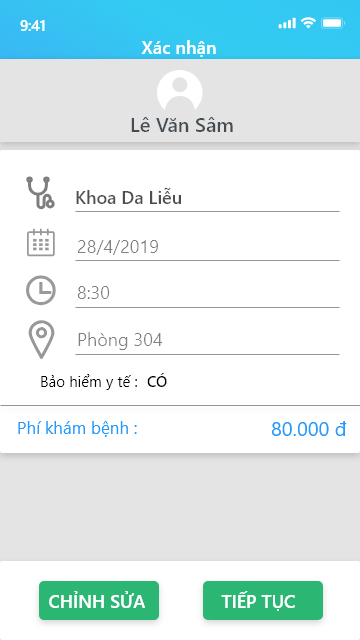 9:41
Xác nhận
Lê Văn Sâm
Khoa Da Liễu
28/4/2019
8:30
Phòng 304
Bảo hiểm y tế : CÓ
Phí khám bệnh : 80.000 đ
CHỈNH SỬA TIẾP TỤC